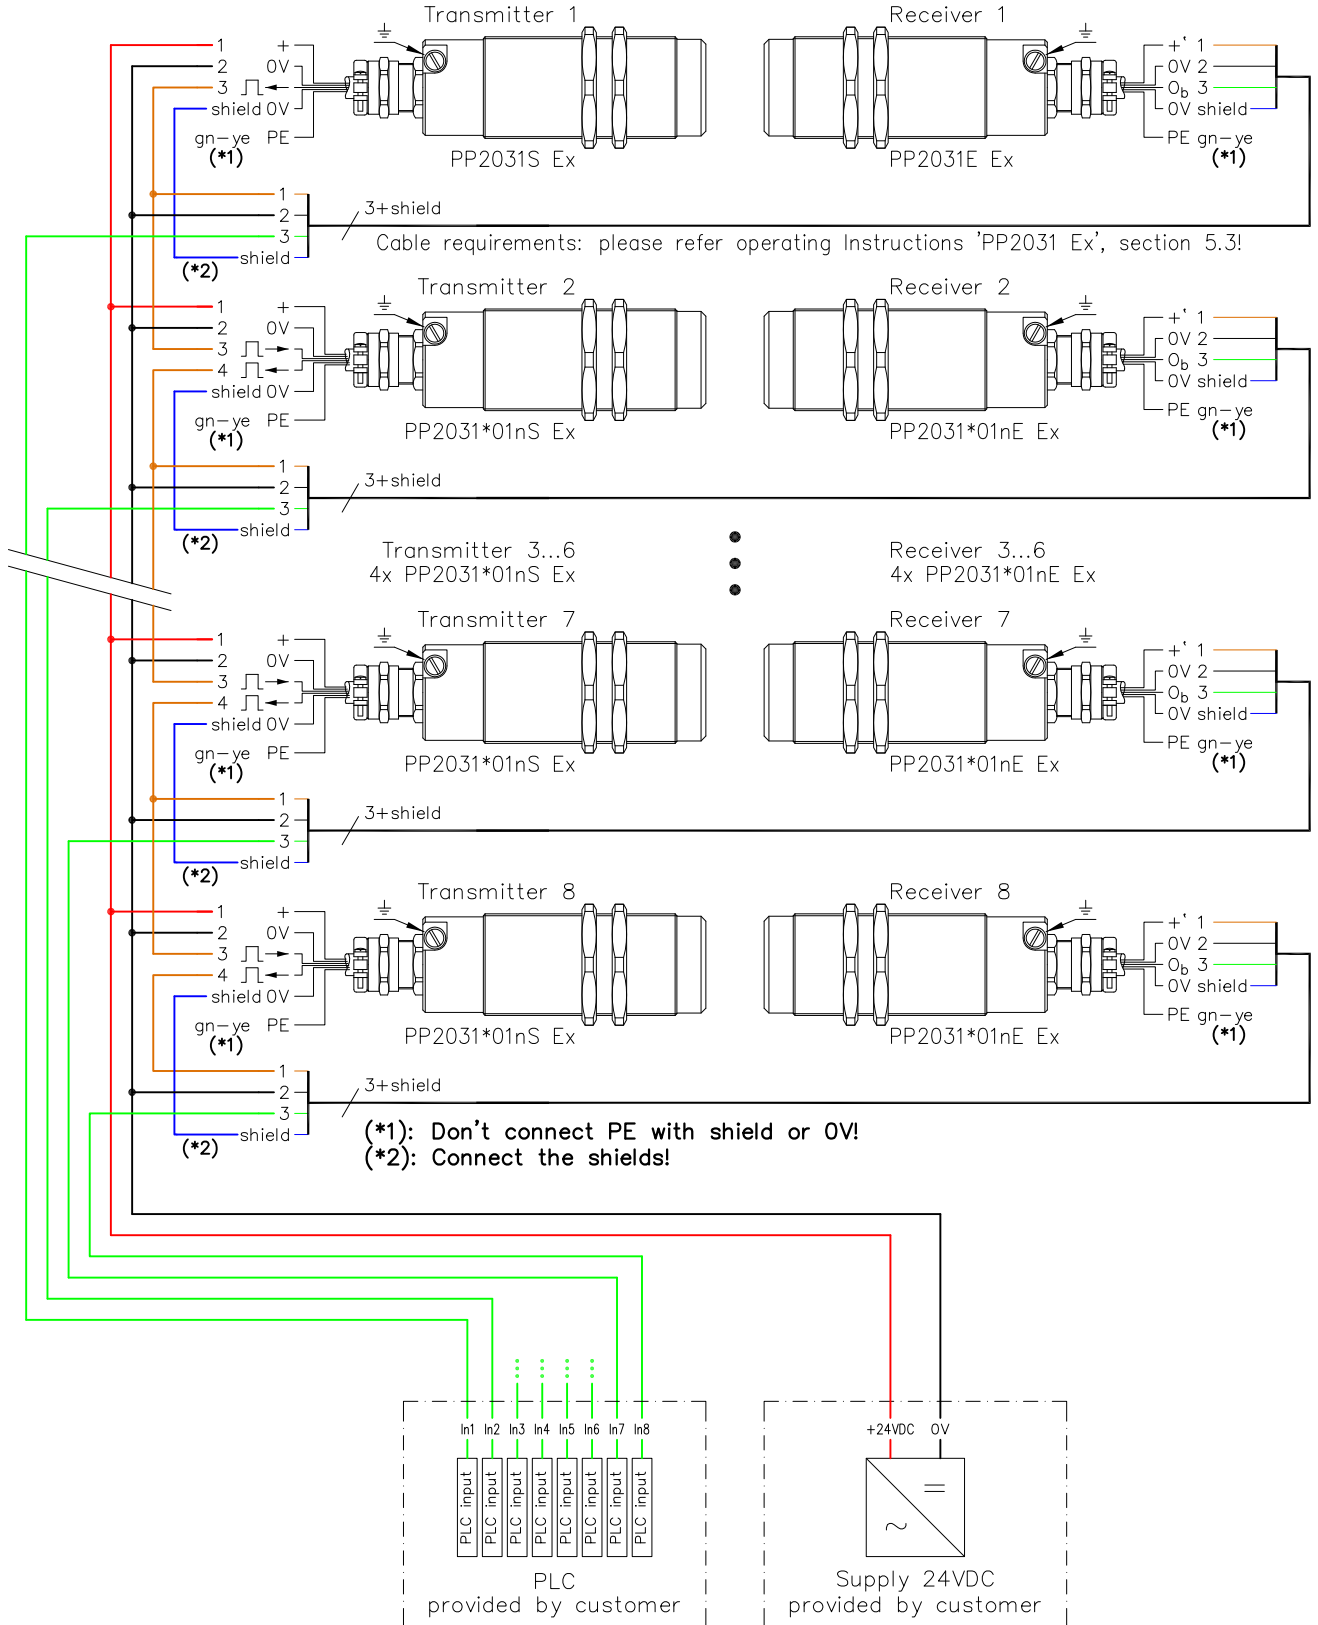 Transmitter 1
Receiver 1
1 +
2 0V
3
shield 0V
gn-ye PE
(*1)
PP2031S Ex
PP2031E Ex
+' 1
0V 2
Ob 3
0V shield
PE gn-ye
(*1)
1
2
3
shield
(*2)
3+shield
Cable requirements: please refer operating Instructions 'PP2031 Ex', section 5.3!
Transmitter 2
Receiver 2
1 +
2 0V
3
4
shield 0V
gn-ye PE
(*1)
PP2031*01nS Ex
PP2031*01nE Ex
+' 1
0V 2
Ob 3
0V shield
PE gn-ye
(*1)
1
2
3
shield
(*2)
3+shield
Transmitter 3...6
4x PP2031*01nS Ex
Receiver 3...6
4x PP2031*01nE Ex
Transmitter 7
Receiver 7
1 +
2 0V
3
4
shield 0V
gn-ye PE
(*1)
PP2031*01nS Ex
PP2031*01nE Ex
+' 1
0V 2
Ob 3
0V shield
PE gn-ye
(*1)
1
2
3
shield
(*2)
3+shield
Transmitter 8
Receiver 8
1 +
2 0V
3
4
shield 0V
gn-ye PE
(*1)
PP2031*01nS Ex
PP2031*01nE Ex
+' 1
0V 2
Ob 3
0V shield
PE gn-ye
(*1)
1
2
3
shield
(*2)
3+shield
(*1): Don't connect PE with shield or 0V!
(*2): Connect the shields!
In1 In2 In3 In4 In5 In6 In7 In8
PLC input
PLC input
PLC input
PLC input
PLC input
PLC input
PLC input
PLC input
PLC
provided by customer
+24VDC 0V
Supply 24VDC
provided by customer